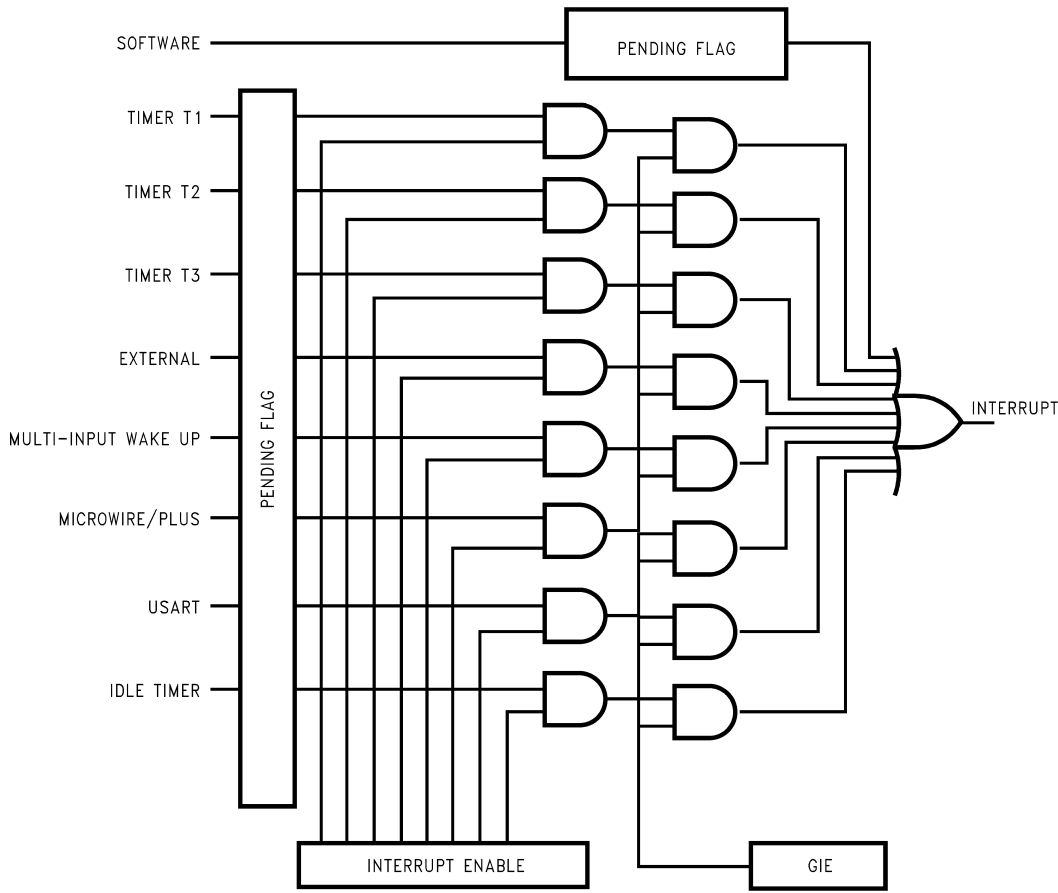 SOFTWARE
PENDING FLAG
TIMER T1
TIMER T2
TIMER T3
EXTERNAL
MULTI-INPUT WAKE UP
MICROWIRE/PLUS
USART
IDLE TIMER
PENDING FLAG
INTERRUPT
INTERRUPT ENABLE
GIE